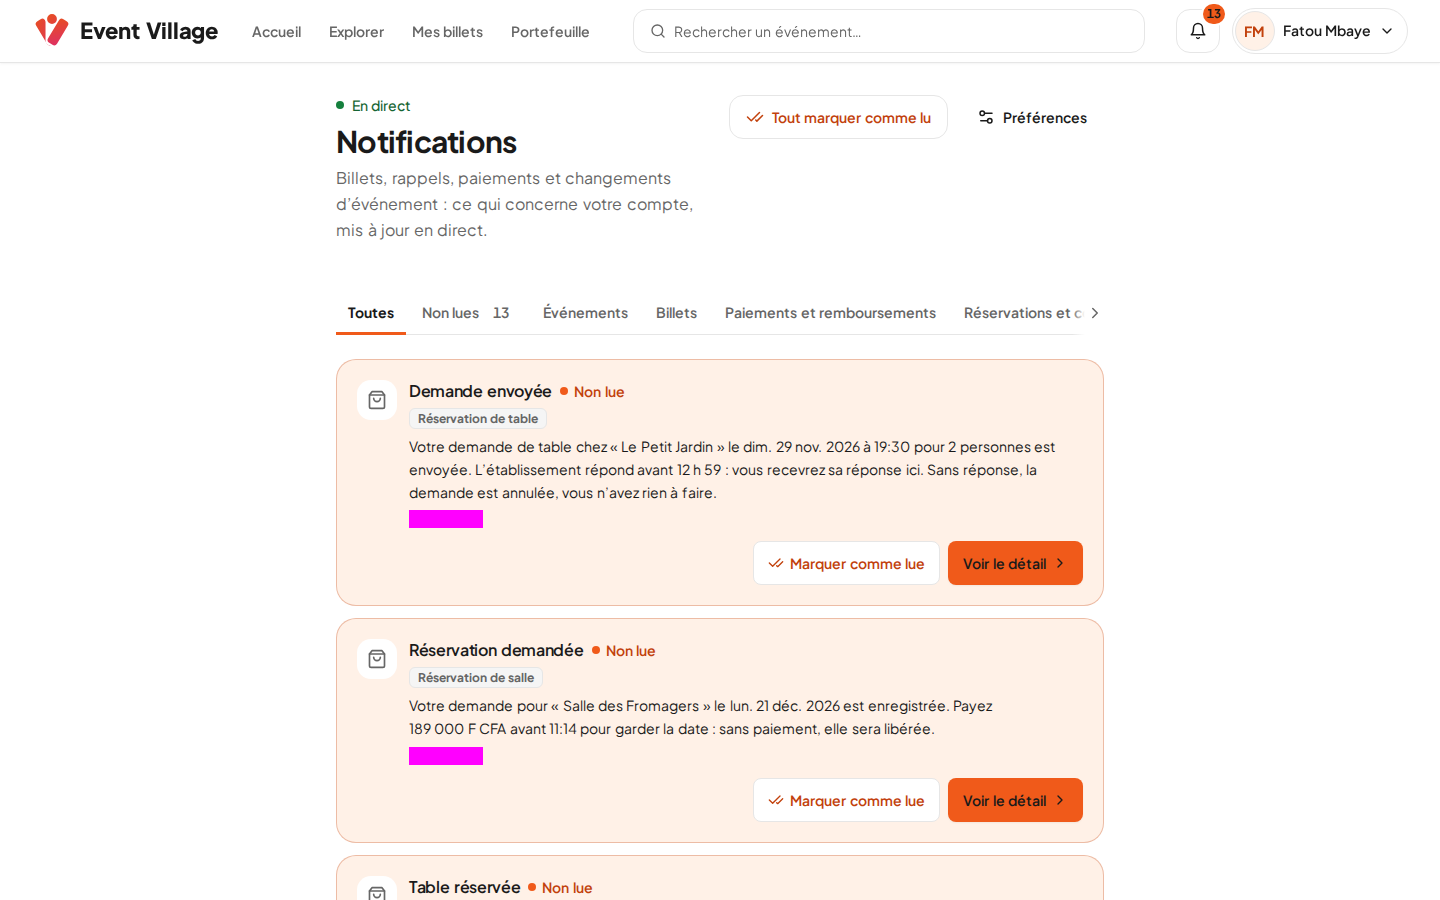 Event Village
Accueil
Explorer
Mes billets
Portefeuille
Rechercher un événement…
13
FM
Fatou Mbaye
En direct
Notifications
Billets, rappels, paiements et changements
d’événement : ce qui concerne votre compte,
mis à jour en direct.
Tout marquer comme lu
Préférences
Toutes
Non lues 13
Événements
Billets
Paiements et remboursements
Réservations et c
Demande envoyée
Non lue
Réservation de table
Votre demande de table chez « Le Petit Jardin » le dim. 29 nov. 2026 à 19:30 pour 2 personnes est
envoyée. L’établissement répond avant 12 h 59 : vous recevrez sa réponse ici. Sans réponse, la
demande est annulée, vous n’avez rien à faire.
Marquer comme lue
Voir le détail
Réservation demandée
Non lue
Réservation de salle
Votre demande pour « Salle des Fromagers » le lun. 21 déc. 2026 est enregistrée. Payez
189 000 F CFA avant 11:14 pour garder la date : sans paiement, elle sera libérée.
Marquer comme lue
Voir le détail
Table réservée
Non lue